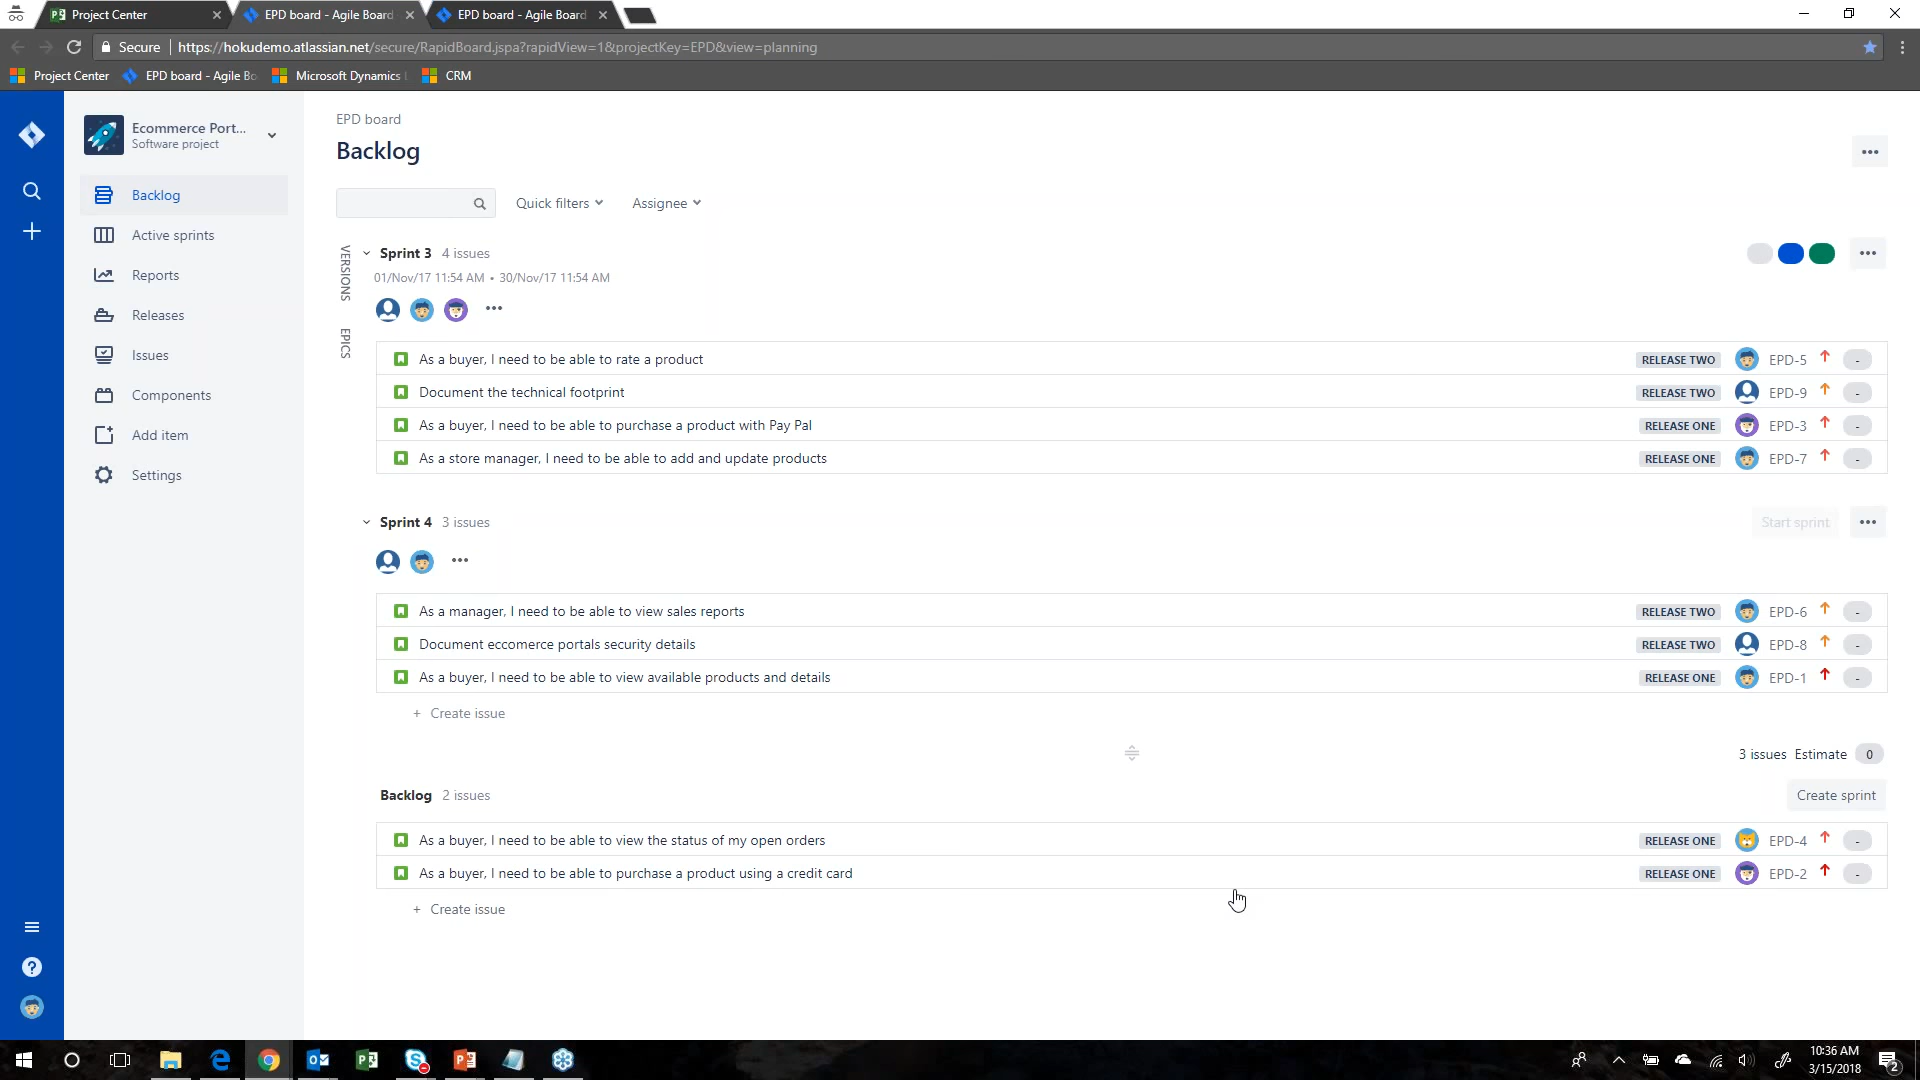 Project Center
EPD board - Agile Board
EPD board - Agile Board
Secure
https://hokudemo.atlassian.net/secure/RapidBoard.jspa?rapidView=1&projectKey=EPD&view=planning
Project Center
EPD board - Agile Bo
Microsoft Dynamics
CRM
Ecommerce Port...
Software project
Backlog
Active sprints
Reports
Releases
Issues
Components
Add item
Settings
EPD board
Backlog
Quick filters
Assignee
VERSIONS
EPICS
Sprint 3 4 issues
01/Nov/17 11:54 AM • 30/Nov/17 11:54 AM
As a buyer, I need to be able to rate a product RELEASE TWO EPD-5 -
Document the technical footprint RELEASE TWO EPD-9 -
As a buyer, I need to be able to purchase a product with Pay Pal RELEASE ONE EPD-3 -
As a store manager, I need to be able to add and update products RELEASE ONE EPD-7 -
Sprint 4 3 issues Start sprint
As a manager, I need to be able to view sales reports RELEASE TWO EPD-6 -
Document eccomerce portals security details RELEASE TWO EPD-8 -
As a buyer, I need to be able to view available products and details RELEASE ONE EPD-1 -
+ Create issue
3 issues Estimate 0
Backlog 2 issues Create sprint
As a buyer, I need to be able to view the status of my open orders RELEASE ONE EPD-4 -
As a buyer, I need to be able to purchase a product using a credit card RELEASE ONE EPD-2 -
+ Create issue
10:36 AM
3/15/2018
2